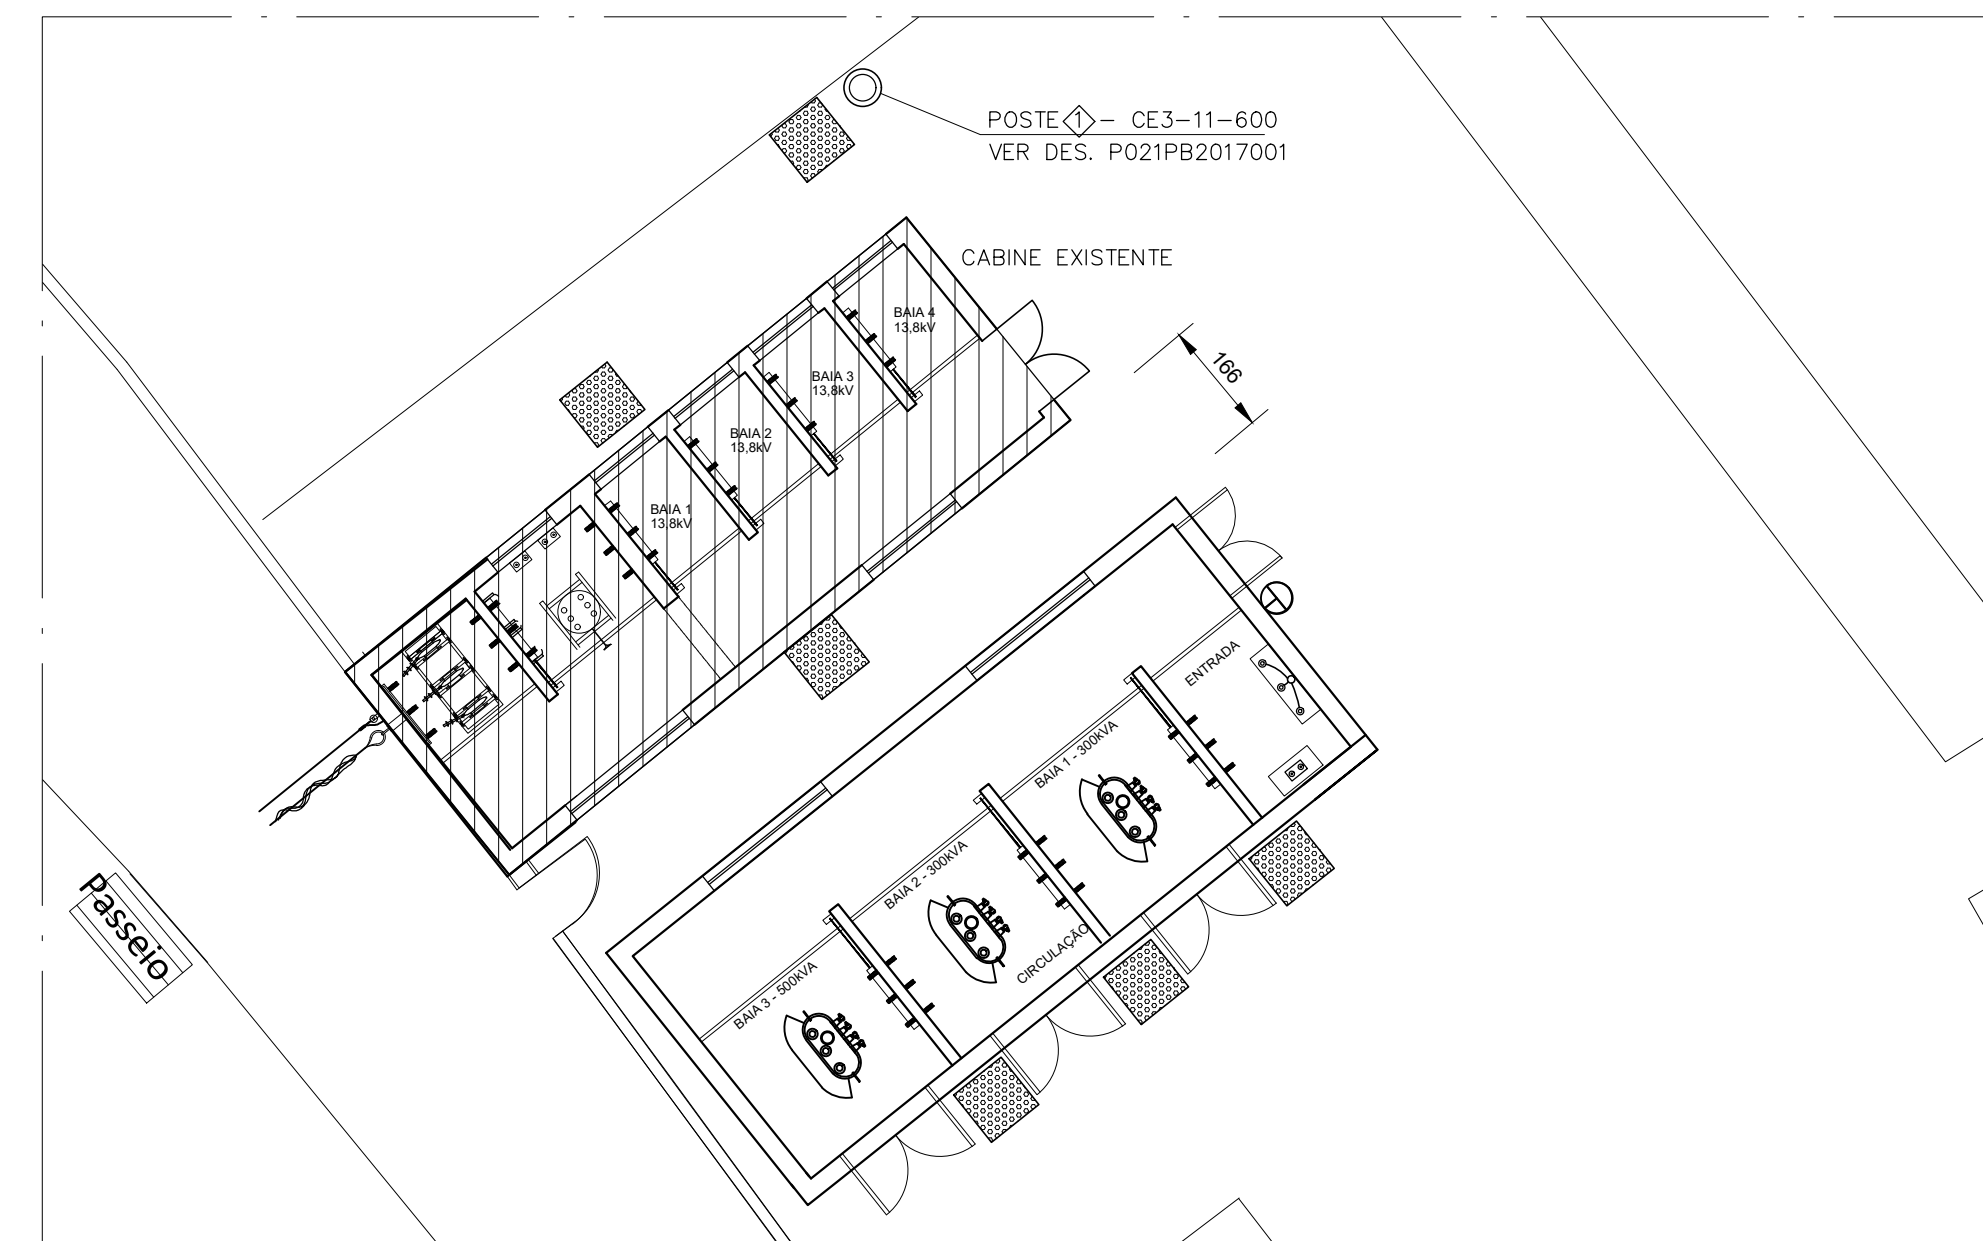 POSTE 1 - CE3-11-600
VER DES. P021PB2017001
CABINE EXISTENTE
BAIA 4
13,8kV
166
BAIA 3
13,8kV
BAIA 2
13,8kV
BAIA 1
13,8kV
ENTRADA
BAIA 1 - 300kVA
BAIA 2 - 300kVA
CIRCULAÇÃO
BAIA 3 - 500kVA
Passeio